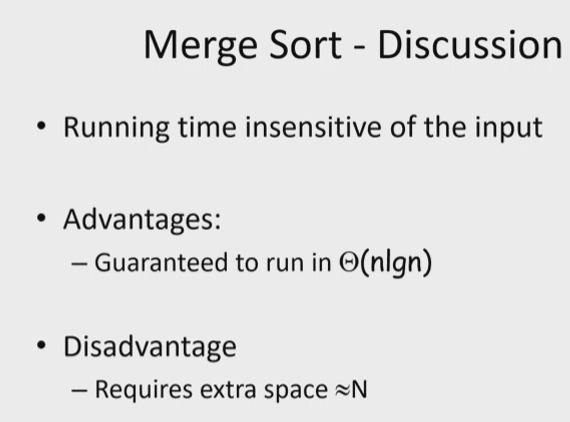 Merge Sort - Discussion
• Running time insensitive of the input
• Advantages:
– Guaranteed to run in Θ(nlgn)
• Disadvantage
– Requires extra space ≈N